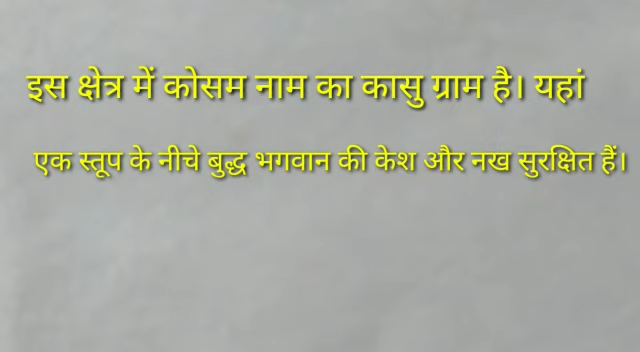 इस क्षेत्र में कोसम नाम का कासु ग्राम है। यहां
एक स्तूप के नीचे बुद्ध भगवान की केश और नख सुरक्षित हैं।